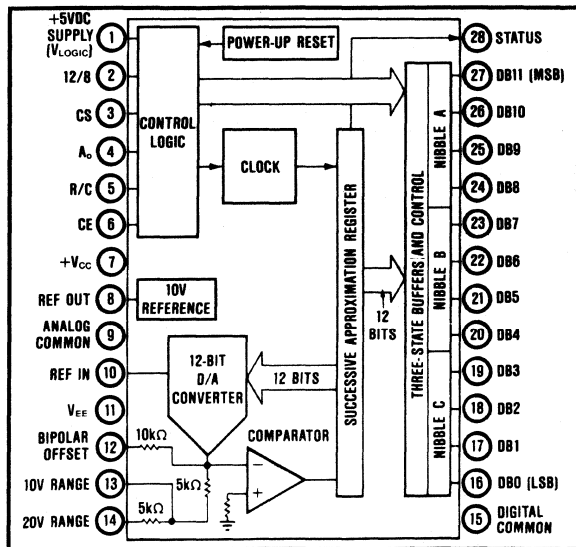 +5VDC
SUPPLY
(VLOGIC)
1
12/8
2
CS
3
Ao
4
R/C
5
CE
6
+VCC
7
REF OUT
8
ANALOG
COMMON
9
REF IN
10
VEE
11
BIPOLAR
OFFSET
12
10V RANGE
13
20V RANGE
14
CONTROL
LOGIC
POWER-UP RESET
CLOCK
10V
REFERENCE
12-BIT
D/A
CONVERTER
12 BITS
10kΩ
5kΩ
5kΩ
COMPARATOR
−
+
SUCCESSIVE APPROXIMATION REGISTER
12
BITS
THREE-STATE BUFFERS AND CONTROL
NIBBLE A
NIBBLE B
NIBBLE C
28 STATUS
27 DB11 (MSB)
26 DB10
25 DB9
24 DB8
23 DB7
22 DB6
21 DB5
20 DB4
19 DB3
18 DB2
17 DB1
16 DB0 (LSB)
15 DIGITAL
COMMON